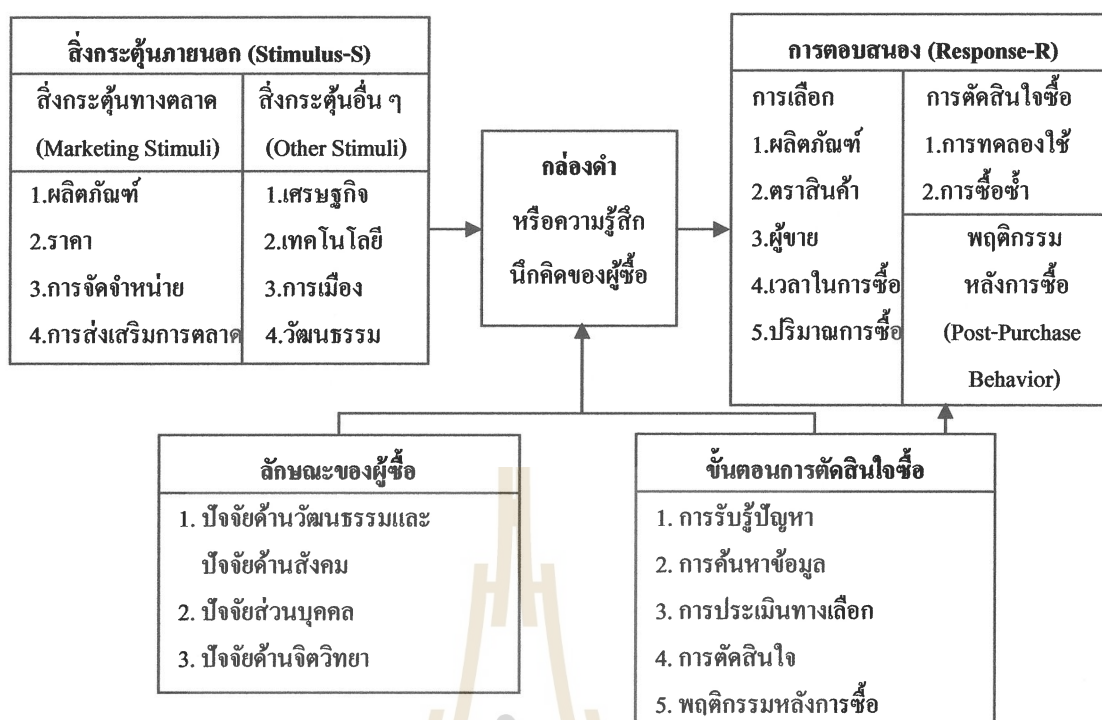 สิ่งกระตุ้นภายนอก (Stimulus-S)
สิ่งกระตุ้นทางตลาด
(Marketing Stimuli)
1.ผลิตภัณฑ์
2.ราคา
3.การจัดจำหน่าย
4.การส่งเสริมการตลาด
สิ่งกระตุ้นอื่น ๆ
(Other Stimuli)
1.เศรษฐกิจ
2.เทคโนโลยี
3.การเมือง
4.วัฒนธรรม
กล่องดำ
หรือความรู้สึก
นึกคิดของผู้ซื้อ
การตอบสนอง (Response-R)
การเลือก
1.ผลิตภัณฑ์
2.ตราสินค้า
3.ผู้ขาย
4.เวลาในการซื้อ
5.ปริมาณการซื้อ
การตัดสินใจซื้อ
1.การทดลองใช้
2.การซื้อซ้ำ
พฤติกรรม
หลังการซื้อ
(Post-Purchase
Behavior)
ลักษณะของผู้ซื้อ
1. ปัจจัยด้านวัฒนธรรมและ
ปัจจัยด้านสังคม
2. ปัจจัยส่วนบุคคล
3. ปัจจัยด้านจิตวิทยา
ขั้นตอนการตัดสินใจซื้อ
1. การรับรู้ปัญหา
2. การค้นหาข้อมูล
3. การประเมินทางเลือก
4. การตัดสินใจ
5. พฤติกรรมหลังการซื้อ